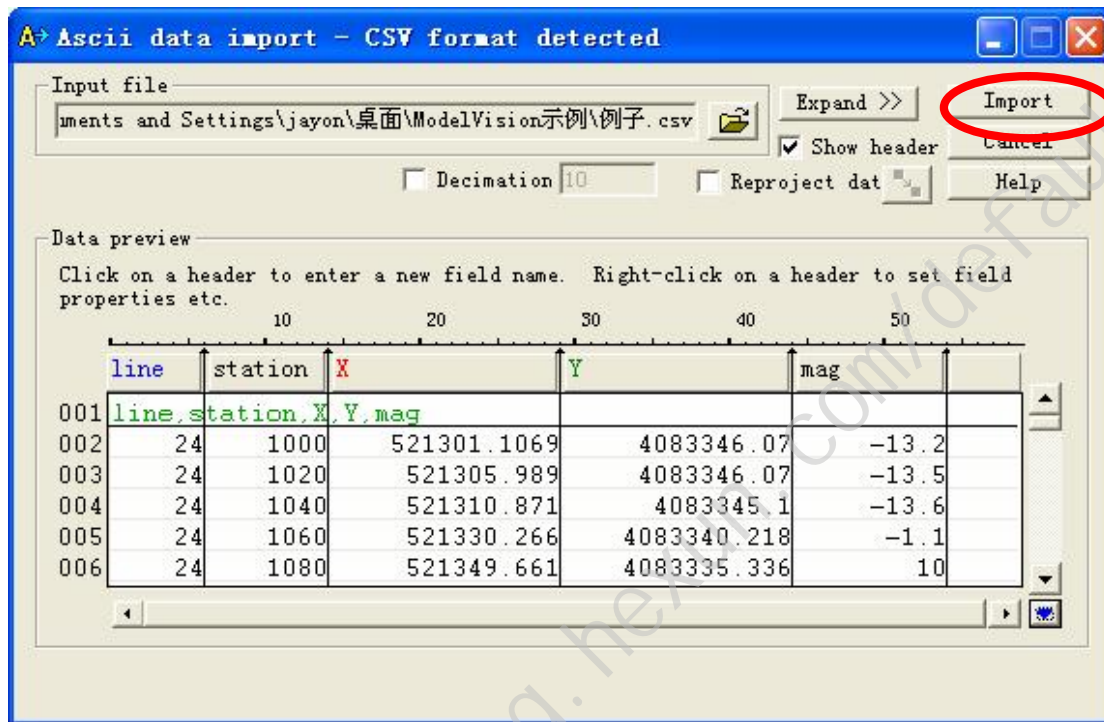 Ascii data import - CSV format detected
Input file
uments and Settings\jayon\桌面\ModelVision示例\例子.csv
Expand >>
Import
Show header
Cancel
Decimation 10
Reproject dat
Help
Data preview
Click on a header to enter a new field name. Right-click on a header to set field
properties etc.
10 20 30 40 50
line station X Y mag
001 line,station,X,Y,mag
002 24 1000 521301.1069 4083346.07 -13.2
003 24 1020 521305.989 4083346.07 -13.5
004 24 1040 521310.871 4083345.1 -13.6
005 24 1060 521330.266 4083340.218 -1.1
006 24 1080 521349.661 4083335.336 10
q.hexun.com/defau